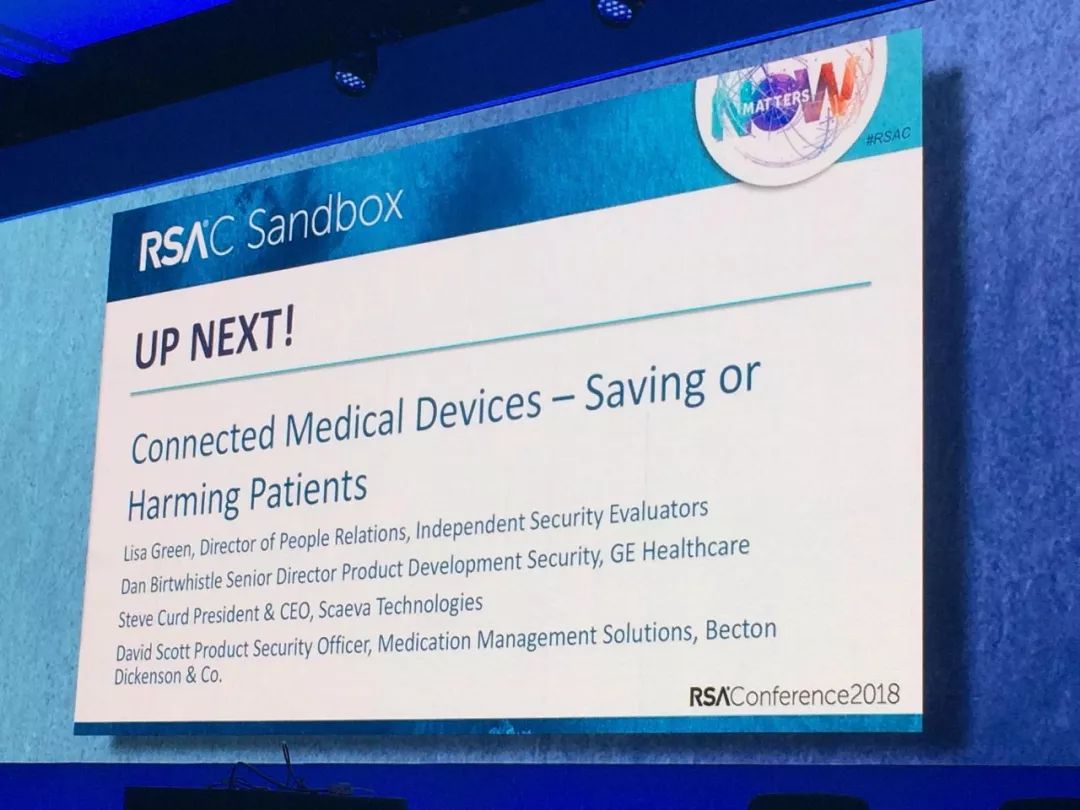 NOW
MATTERS
#RSAC
RSAC Sandbox
UP NEXT!
Connected Medical Devices – Saving or
Harming Patients
Lisa Green, Director of People Relations, Independent Security Evaluators
Dan Birtwhistle Senior Director Product Development Security, GE Healthcare
Steve Curd President & CEO, Scaeva Technologies
David Scott Product Security Officer, Medication Management Solutions, Becton
Dickenson & Co.
RSAConference2018